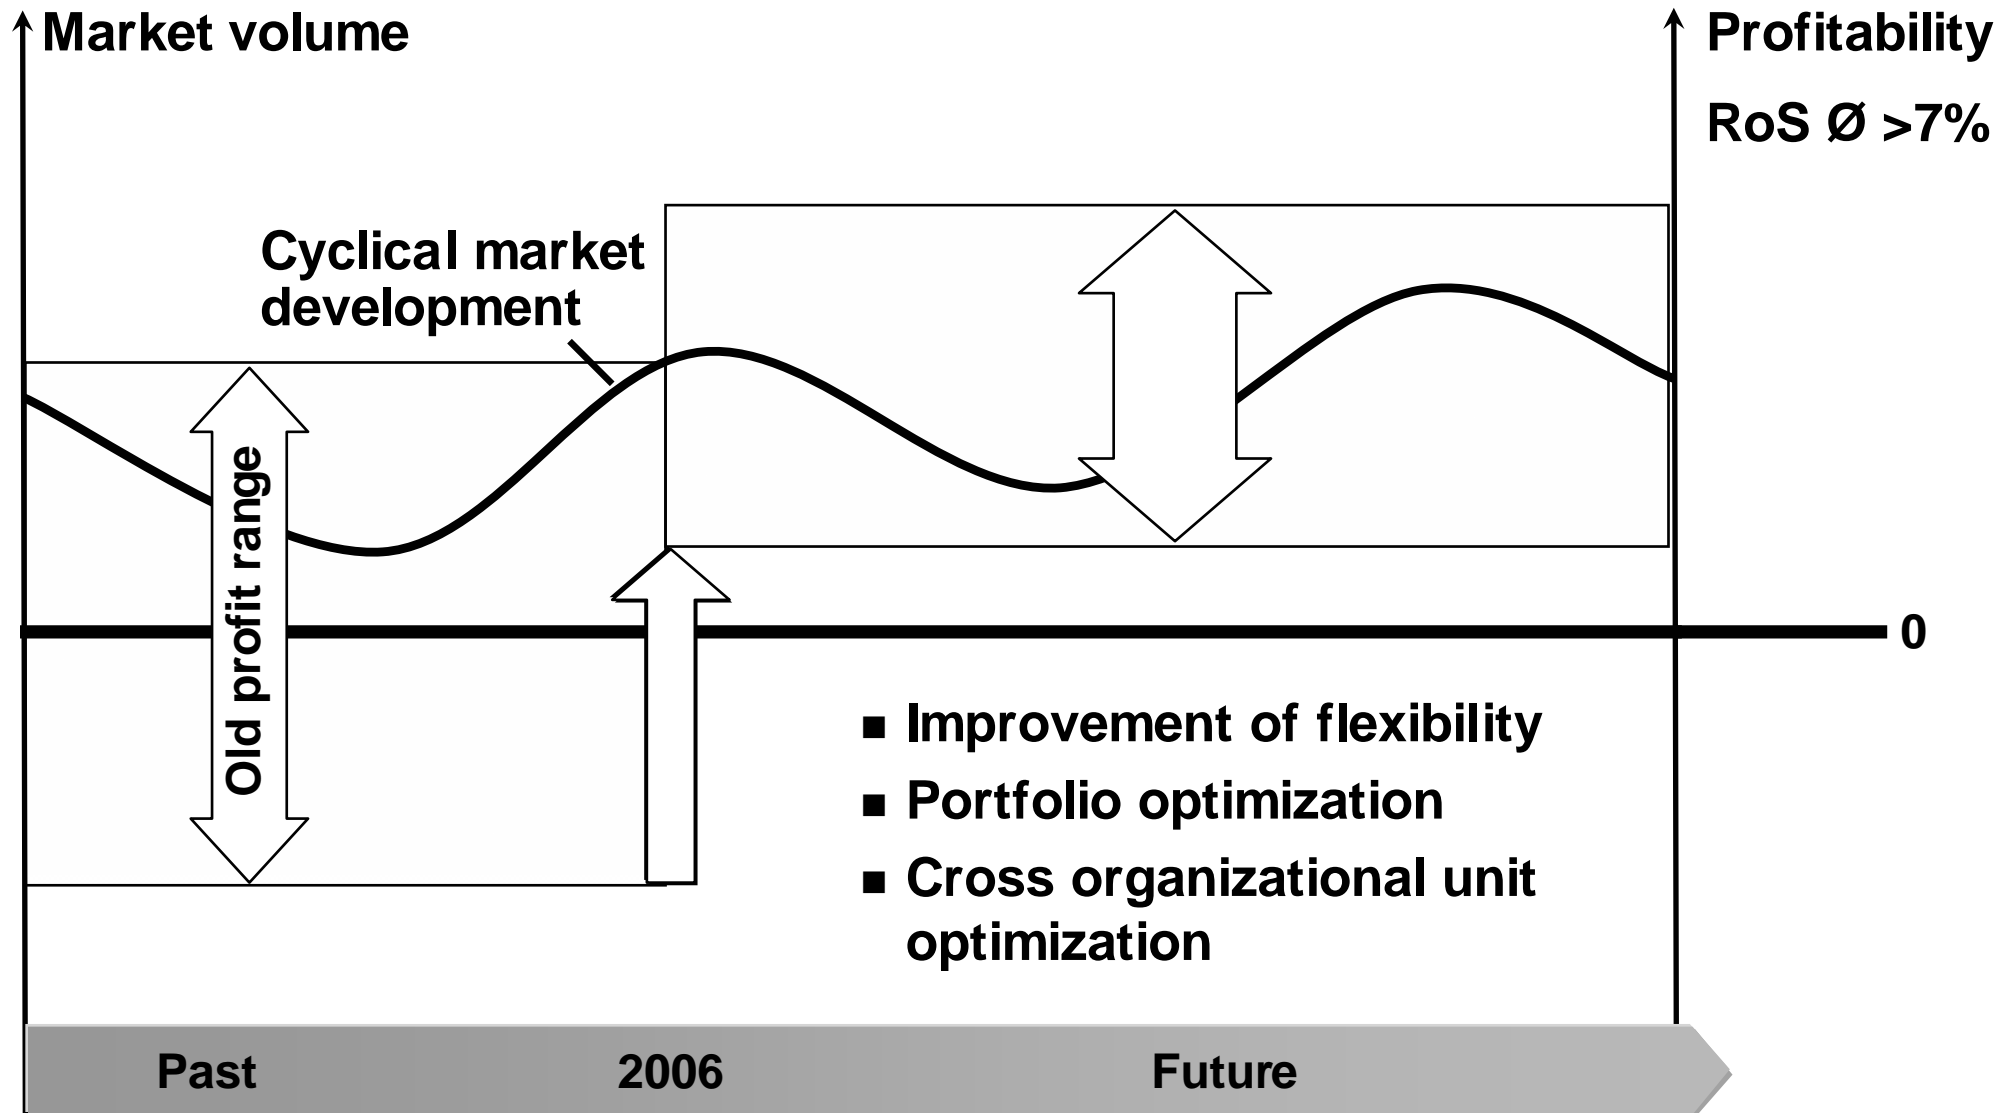 Market volume
Profitability
RoS Ø >7%
Cyclical market
development
Old profit range
0
■ Improvement of flexibility
■ Portfolio optimization
■ Cross organizational unit
optimization
Past
2006
Future